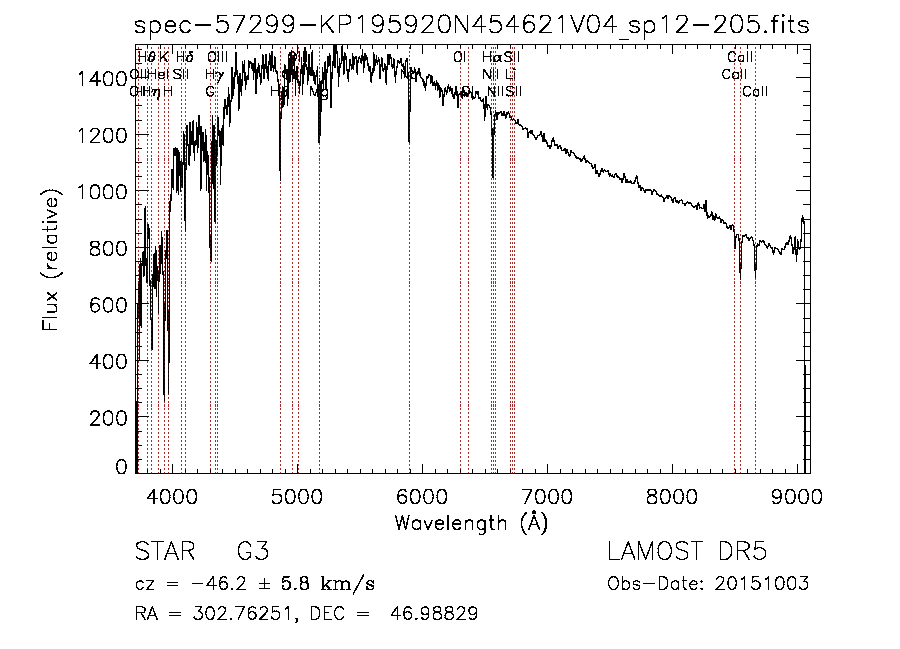 spec-57299-KP195920N454621V04_sp12-205.fits
Hθ K Hδ OIII Hα SII CaII
OII HeI SII Hγ NII Li CaII
Hη H G Hβ Mg Na OI NII SII CaII
1400
1200
1000
800
600
400
200
0
Flux (relative)
4000 5000 6000 7000 8000 9000
Wavelength (Å)
STAR G3 LAMOST DR5
cz = -46.2 ± 5.8 km/s Obs-Date: 20151003
RA = 302.76251, DEC = 46.98829